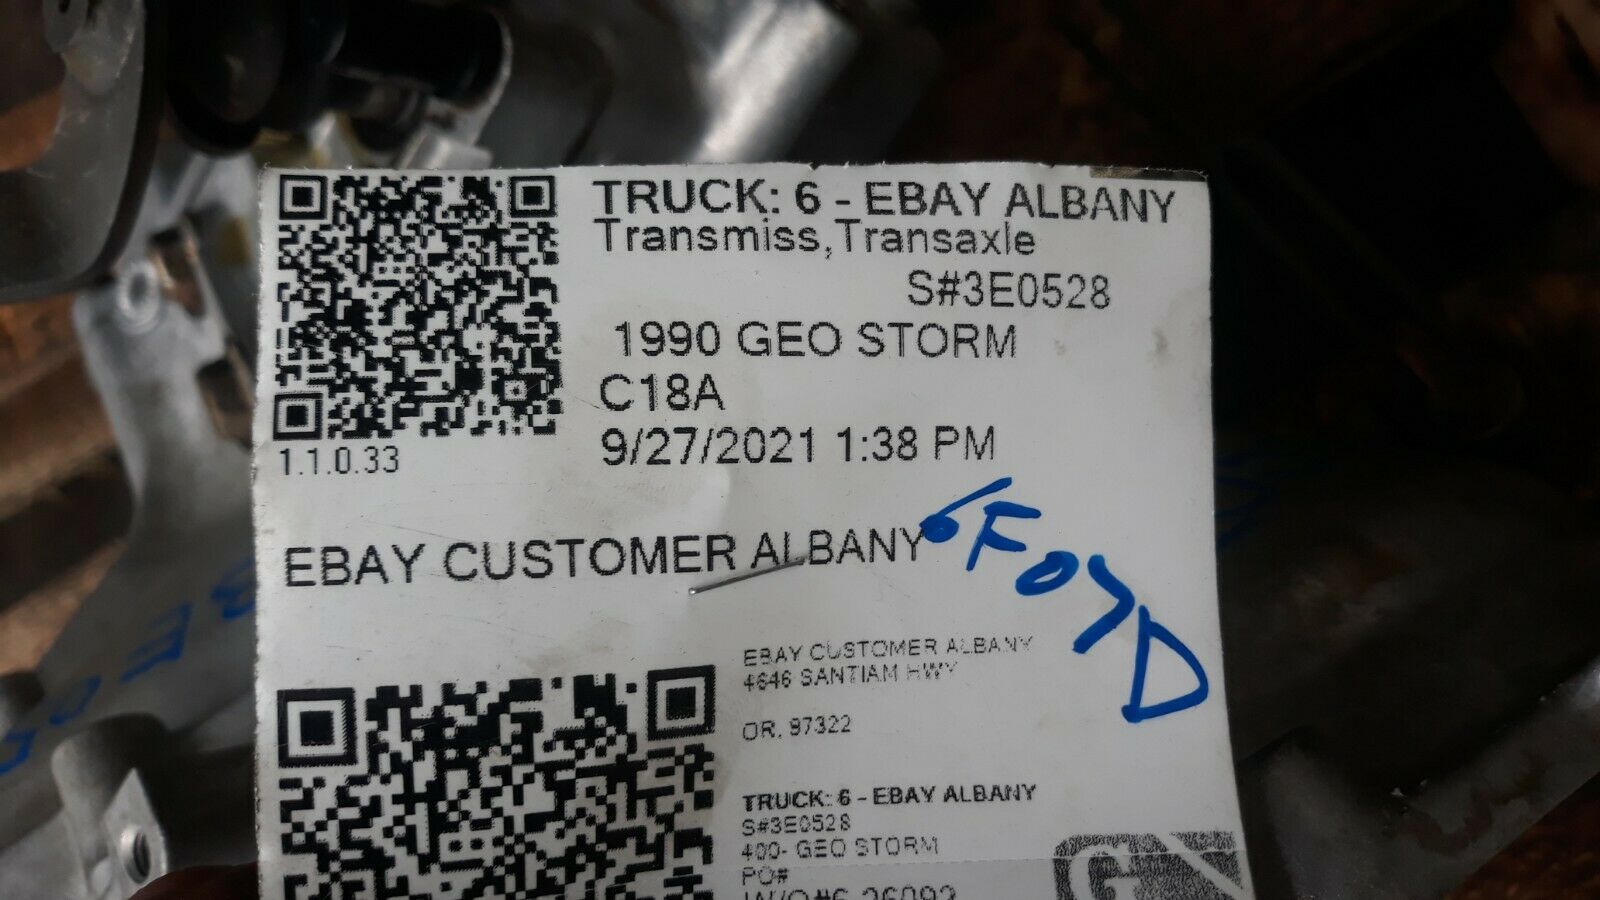 TRUCK: 6 - EBAY ALBANY
Transmiss,Transaxle
S#3E0528
1990 GEO STORM
C18A
9/27/2021 1:38 PM
1.1.0.33
EBAY CUSTOMER ALBANY
EBAY CUSTOMER ALBANY
4646 SANTIAM HWY
OR, 97322
TRUCK: 6 - EBAY ALBANY
S#3E0528
400- GEO STORM
PO#
W/O#6-26092